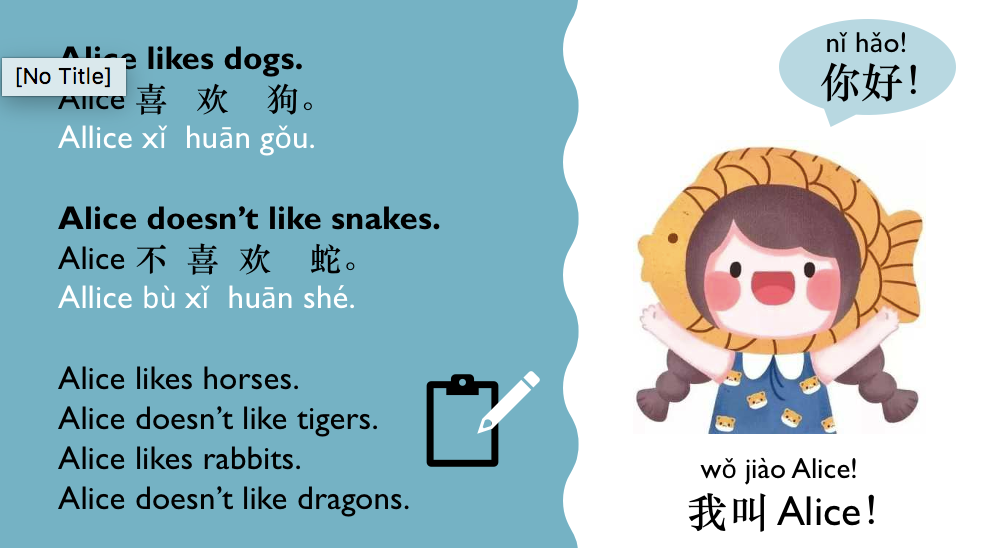 Alice likes dogs.
[No Title]
Alice 喜 欢 狗。
Allice xǐ huān gǒu.
Alice doesn’t like snakes.
Alice 不 喜 欢 蛇。
Allice bù xǐ huān shé.
Alice likes horses.
Alice doesn’t like tigers.
Alice likes rabbits.
Alice doesn’t like dragons.
nǐ hǎo!
你好!
wǒ jiào Alice!
我叫 Alice!